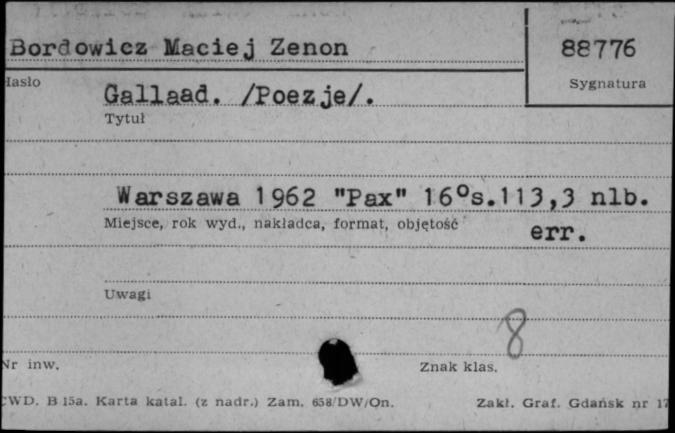 Bordowicz Maciej Zenon
88776
Hasło
Sygnatura
Gallaad. /Poezje/.
Tytuł
Warszawa 1962 "Pax" 16ºs.113,3 nlb.
Miejsce, rok wyd., nakładca, format, objętość
err.
Uwagi
8
Nr inw.
Znak klas.
CWD. B 15a. Karta katal. (z nadr.) Zam. 658/DW/On.
Zakł. Graf. Gdańsk nr 17